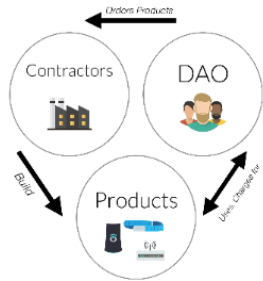 Orders Products
Contractors
DAO
Build
Uses, Charges for
Products